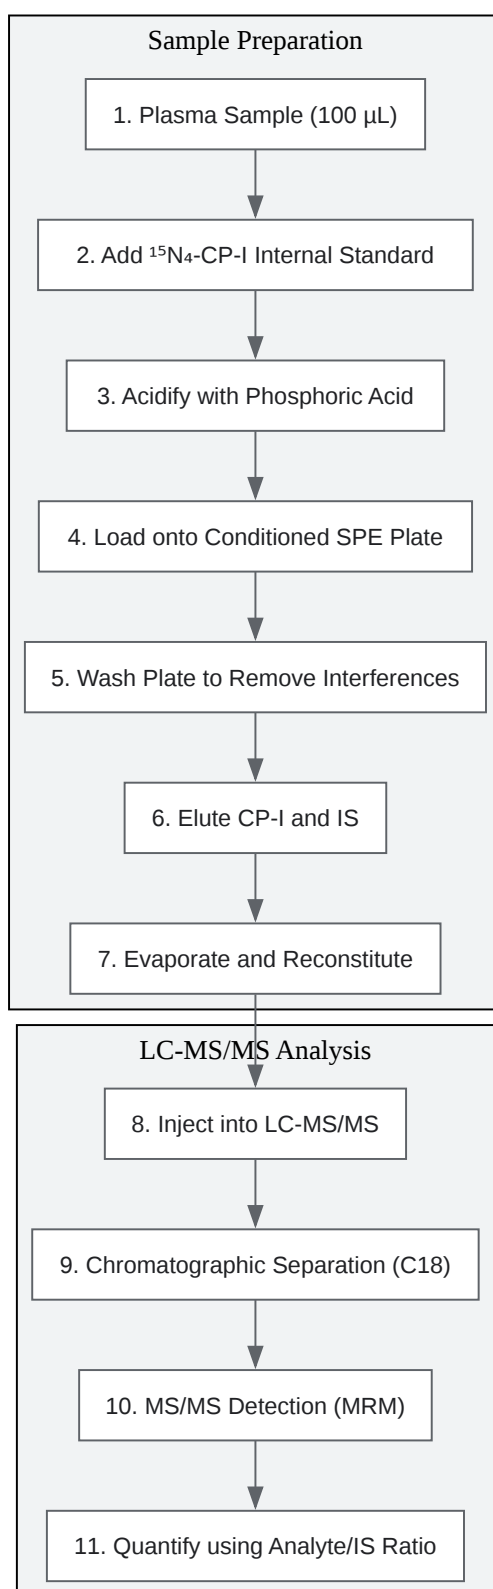 Sample Preparation
1. Plasma Sample (100 µL)
2. Add ¹⁵N₄-CP-I Internal Standard
3. Acidify with Phosphoric Acid
4. Load onto Conditioned SPE Plate
5. Wash Plate to Remove Interferences
6. Elute CP-I and IS
7. Evaporate and Reconstitute
LC-MS/MS Analysis
8. Inject into LC-MS/MS
9. Chromatographic Separation (C18)
10. MS/MS Detection (MRM)
11. Quantify using Analyte/IS Ratio